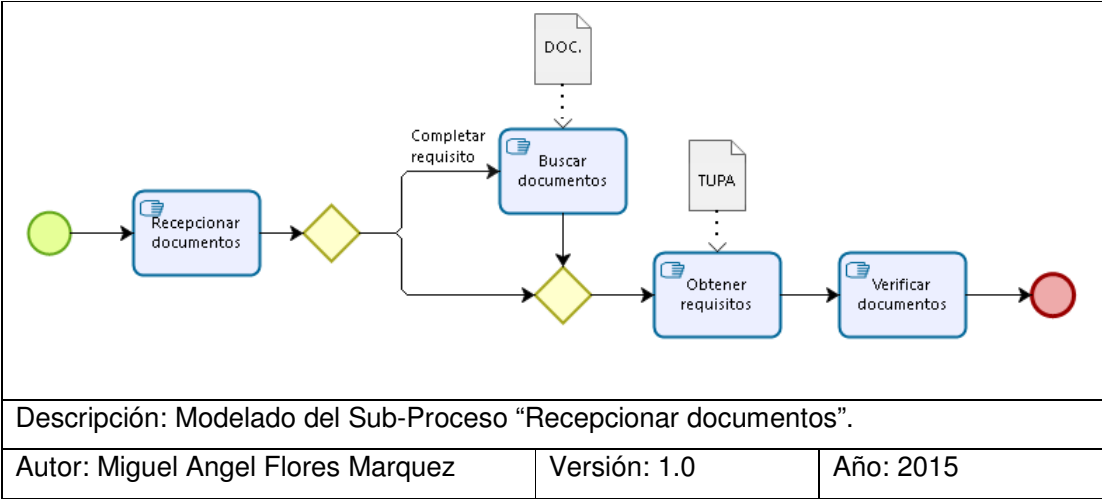 DOC.
Completar
requisito
Buscar
documentos
TUPA
Recepcionar
documentos
Obtener
requisitos
Verificar
documentos
Descripción: Modelado del Sub-Proceso “Recepcionar documentos”.
Autor: Miguel Angel Flores Marquez
Versión: 1.0
Año: 2015